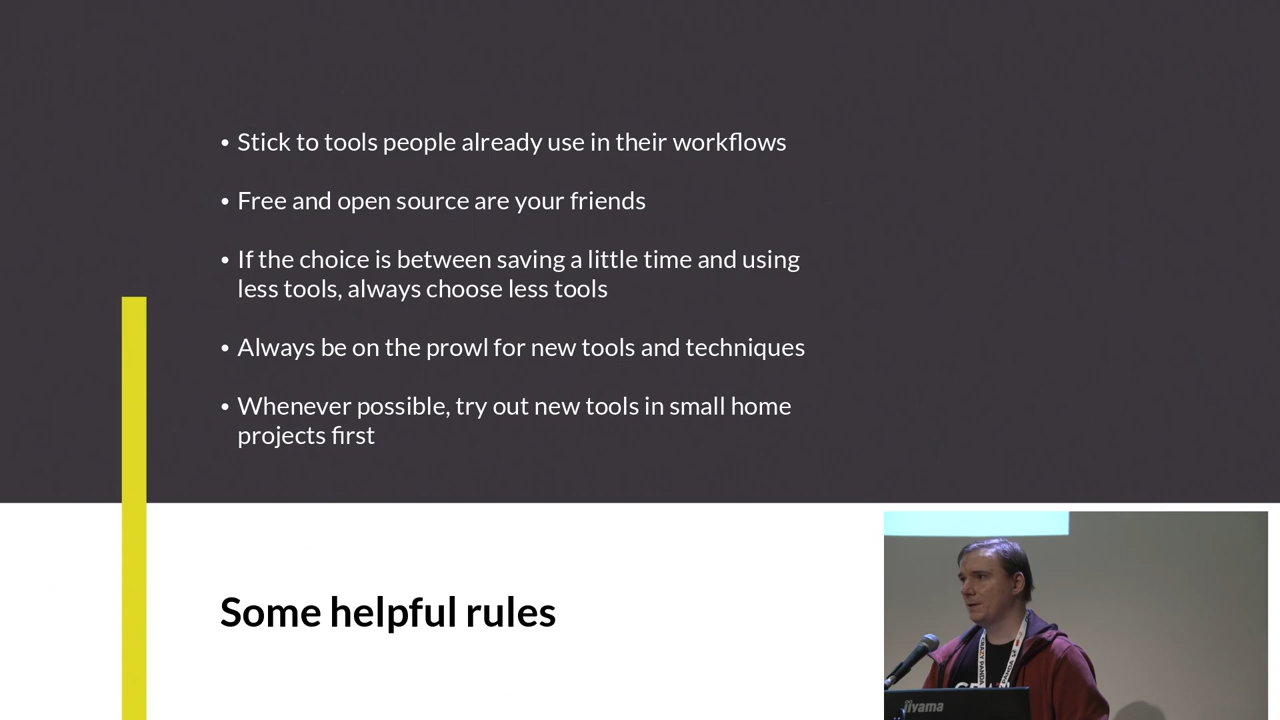 • Stick to tools people already use in their workflows
• Free and open source are your friends
• If the choice is between saving a little time and using
less tools, always choose less tools
• Always be on the prowl for new tools and techniques
• Whenever possible, try out new tools in small home
projects first
Some helpful rules
iiyama